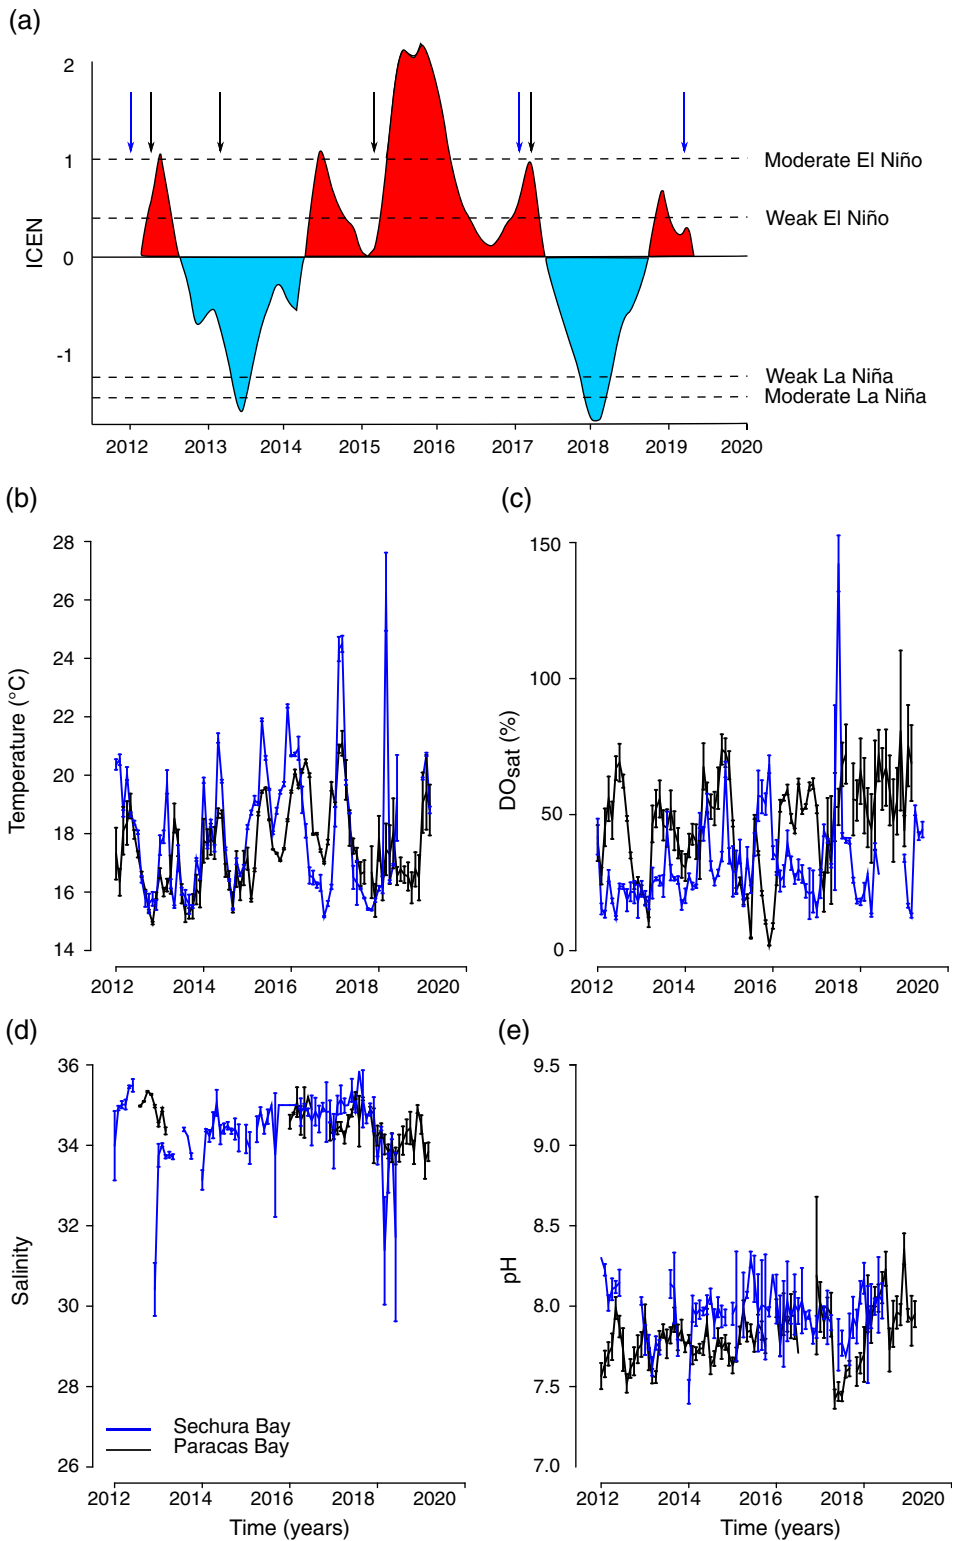 (a)
2
1
0
-1
ICEN
Moderate El Niño
Weak El Niño
Weak La Niña
Moderate La Niña
2012 2013 2014 2015 2016 2017 2018 2019 2020
(b)
28
26
24
22
20
18
16
14
Temperature (°C)
2012 2014 2016 2018 2020
(c)
150
100
50
0
DOsat (%)
2012 2014 2016 2018 2020
(d)
36
34
32
30
28
26
Salinity
Sechura Bay
Paracas Bay
2012 2014 2016 2018 2020
Time (years)
(e)
9.5
9.0
8.5
8.0
7.5
7.0
pH
2012 2014 2016 2018 2020
Time (years)